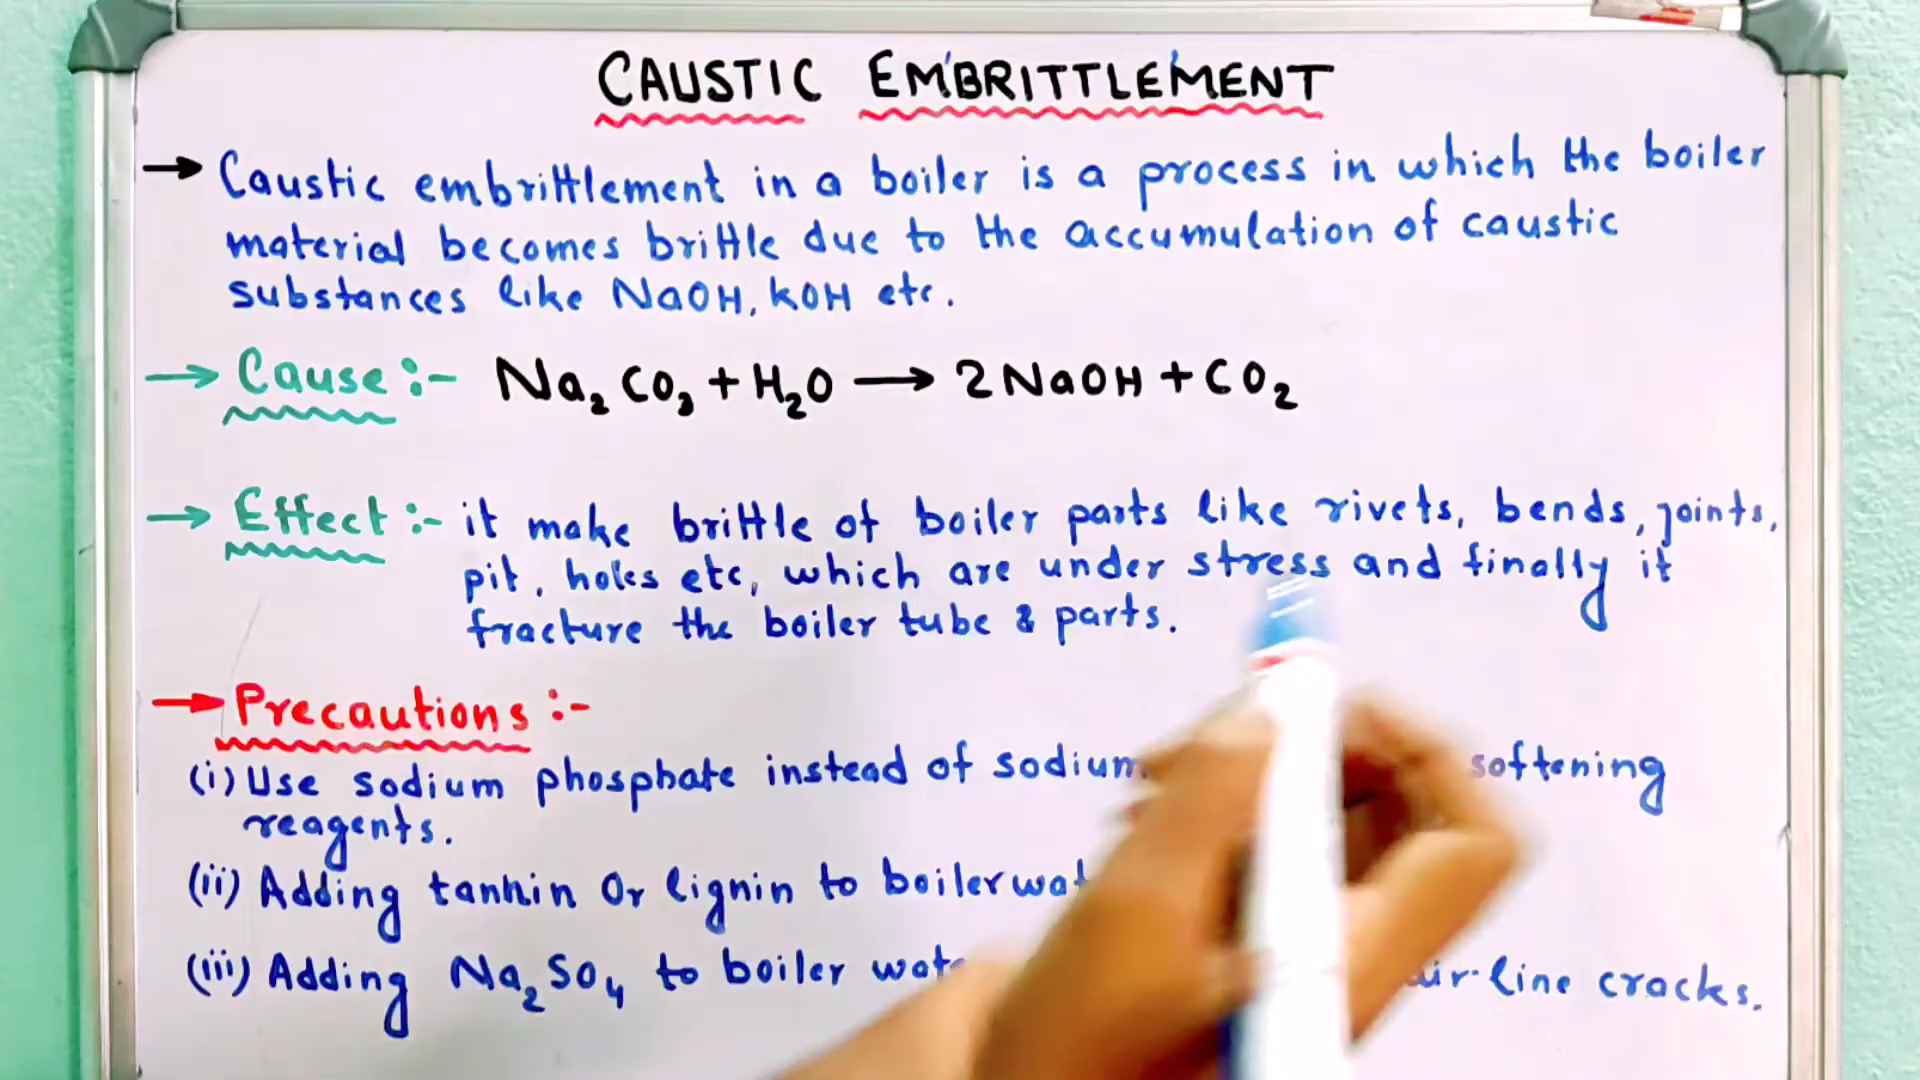 CAUSTIC EMBRITTLEMENT
→ Caustic embrittlement in a boiler is a process in which the boiler
material becomes brittle due to the accumulation of caustic
substances like NaOH, KOH etc.
→ Cause :- Na₂CO₃ + H₂O → 2NaOH + CO₂
→ Effect :- it make brittle of boiler parts like rivets, bends, joints,
pit, holes etc, which are under stress and finally it
fracture the boiler tube & parts.
→ Precautions :-
(i) Use sodium phosphate instead of sodium softening
reagents.
(ii) Adding tannin Or lignin to boiler
(iii) Adding Na₂SO₄ to boiler line cracks.